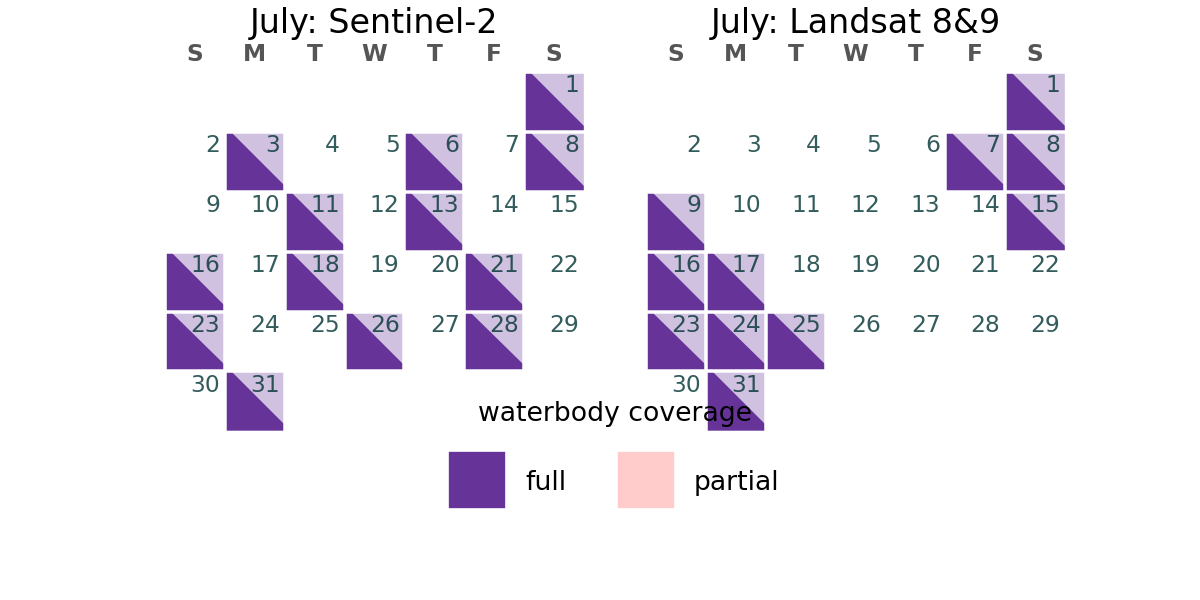 July: Sentinel-2
S M T W T F S
1
2 3 4 5 6 7 8
9 10 11 12 13 14 15
16 17 18 19 20 21 22
23 24 25 26 27 28 29
30 31
July: Landsat 8&9
S M T W T F S
1
2 3 4 5 6 7 8
9 10 11 12 13 14 15
16 17 18 19 20 21 22
23 24 25 26 27 28 29
30 31
waterbody coverage
full partial